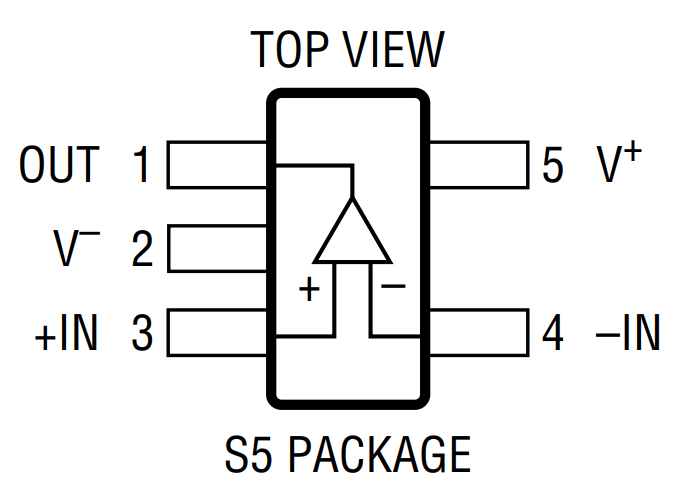 TOP VIEW
OUT 1
5 V+
V– 2
+IN 3
4 –IN
+ –
S5 PACKAGE